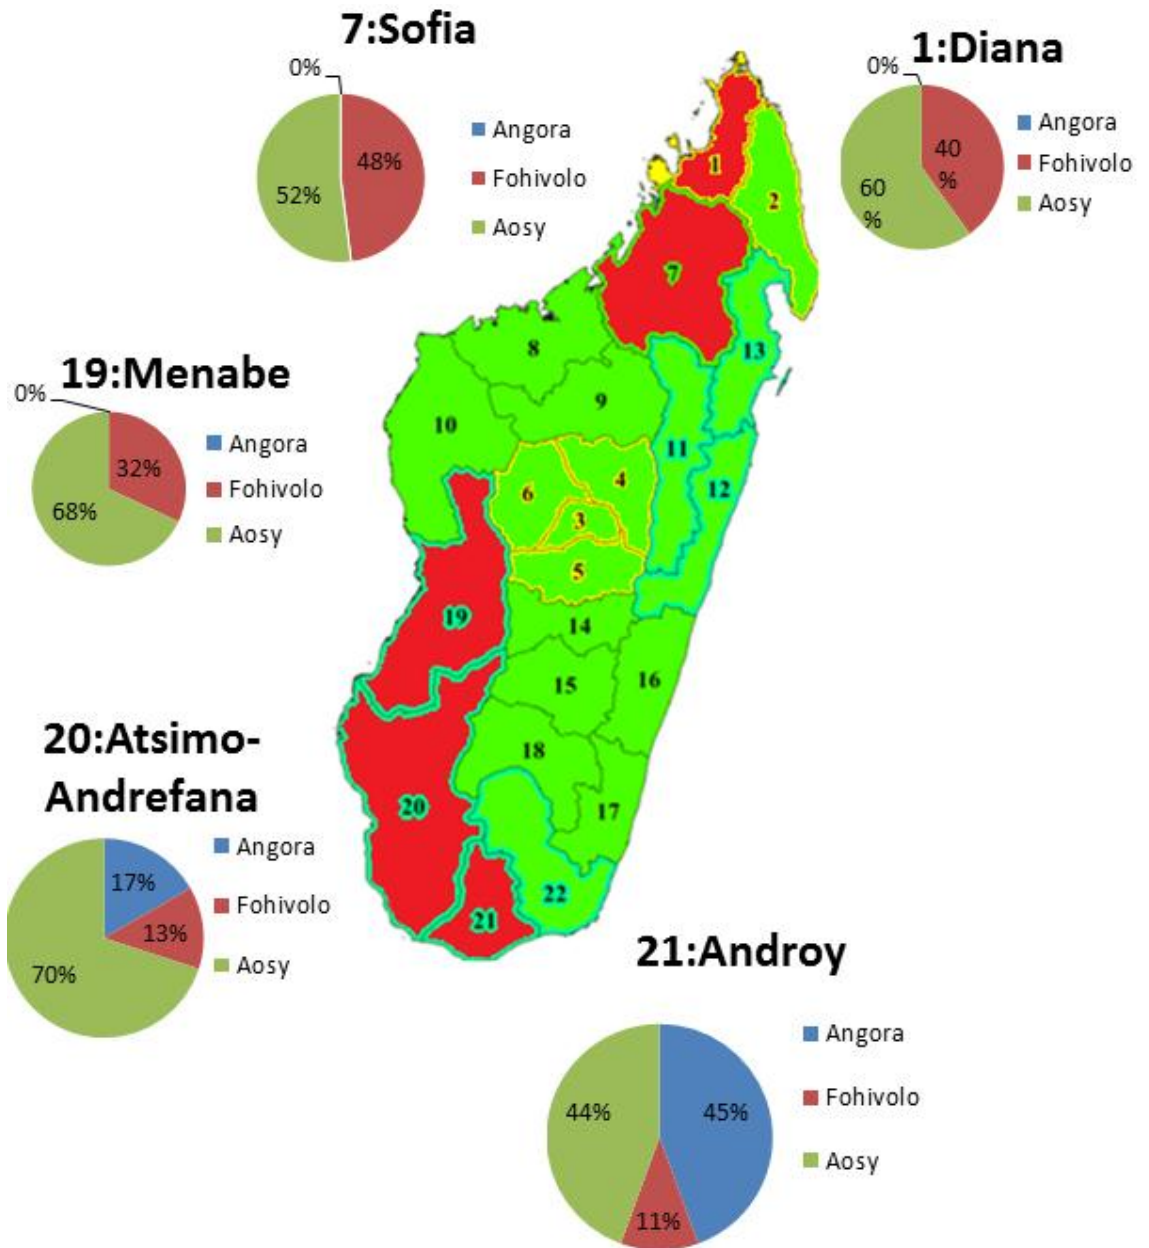 7:Sofia
0%
48%
52%
Angora
Fohivolo
Aosy
1:Diana
0%
40
%
60
%
Angora
Fohivolo
Aosy
1
2
7
13
8
9
10
11
4
6
12
3
5
19
14
15
16
18
20
17
22
21
19:Menabe
0%
32%
68%
Angora
Fohivolo
Aosy
20:Atsimo-
Andrefana
17%
13%
70%
Angora
Fohivolo
Aosy
21:Androy
44%
45%
11%
Angora
Fohivolo
Aosy